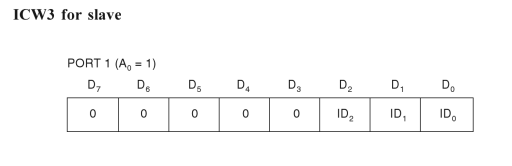 ICW3 for slave
PORT 1 (A₀ = 1)
D₇ D₆ D₅ D₄ D₃ D₂ D₁ D₀
0 0 0 0 0 ID₂ ID₁ ID₀